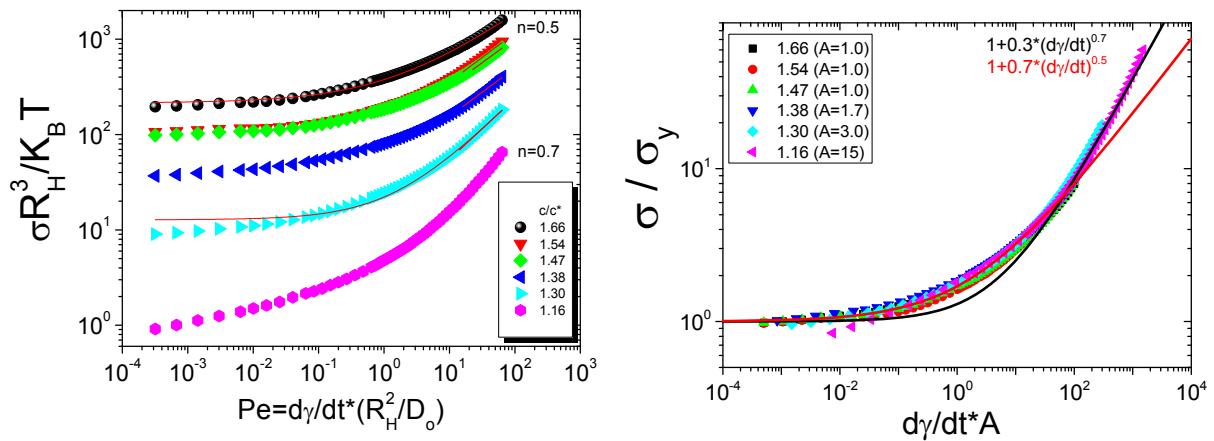 10³
10²
10¹
10⁰
σR_H³/K_BT
n=0.5
n=0.7
c/c*
1.66
1.54
1.47
1.38
1.30
1.16
10⁻⁴ 10⁻³ 10⁻² 10⁻¹ 10⁰ 10¹ 10² 10³
Pe=dγ/dt*(R_H²/D_o)
σ / σ_y
10
1
1.66 (A=1.0)
1.54 (A=1.0)
1.47 (A=1.0)
1.38 (A=1.7)
1.30 (A=3.0)
1.16 (A=15)
1+0.3*(dγ/dt)^0.7
1+0.7*(dγ/dt)^0.5
10⁻⁴ 10⁻² 10⁰ 10² 10⁴
dγ/dt*A